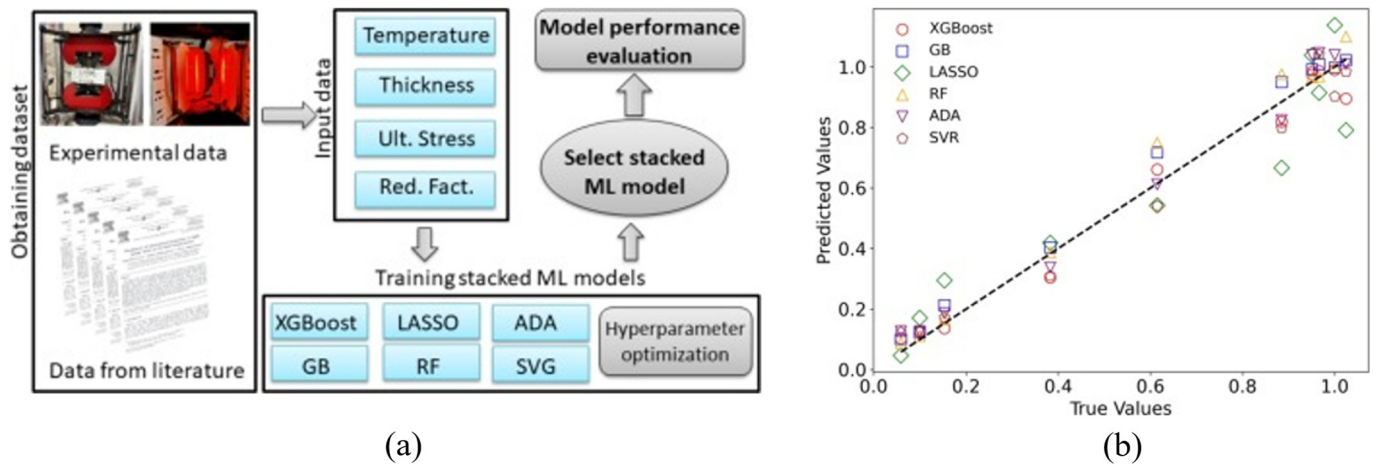 Obtaining dataset
Experimental data
Data from literature
Input data
Temperature
Thickness
Ult. Stress
Red. Fact.
Model performance
evaluation
Select stacked
ML model
Training stacked ML models
XGBoost
LASSO
ADA
GB
RF
SVG
Hyperparameter
optimization
(a)
XGBoost
GB
LASSO
RF
ADA
SVR
Predicted Values
1.0
0.8
0.6
0.4
0.2
0.0
0.0 0.2 0.4 0.6 0.8 1.0
True Values
(b)